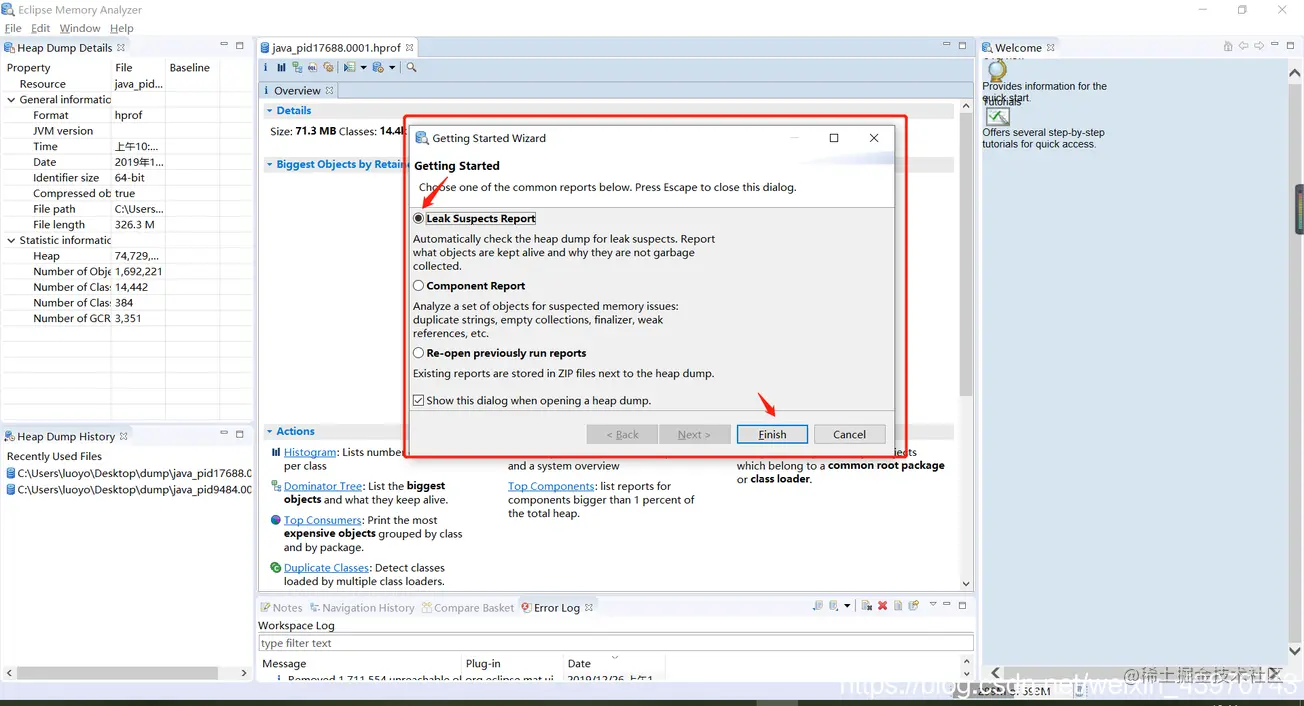 Eclipse Memory Analyzer
File Edit Window Help
Heap Dump Details
Property File Baseline
Resource java_pid...
General informatio
Format hprof
JVM version
Time 上午10:...
Date 2019年1...
Identifier size 64-bit
Compressed ob true
File path C:\Users...
File length 326.3 M
Statistic informatio
Heap 74,729,...
Number of Obje 1,692,221
Number of Clas 14,442
Number of Clas 384
Number of GCR 3,351
Heap Dump History
Recently Used Files
C:\Users\luoyo\Desktop\dump\java_pid17688.0
C:\Users\luoyo\Desktop\dump\java_pid9484.00
java_pid17688.0001.hprof
i
Overview
Details
Size: 71.3 MB Classes: 14.4k
Biggest Objects by Retaine
Getting Started Wizard
Getting Started
Choose one of the common reports below. Press Escape to close this dialog.
Leak Suspects Report
Automatically check the heap dump for leak suspects. Report
what objects are kept alive and why they are not garbage
collected.
Component Report
Analyze a set of objects for suspected memory issues:
duplicate strings, empty collections, finalizer, weak
references, etc.
Re-open previously run reports
Existing reports are stored in ZIP files next to the heap dump.
Show this dialog when opening a heap dump.
< Back Next > Finish Cancel
Actions
Histogram: Lists number
per class
Dominator Tree: List the biggest
objects and what they keep alive.
Top Consumers: Print the most
expensive objects grouped by class
and by package.
Duplicate Classes: Detect classes
loaded by multiple class loaders.
and a system overview
Top Components: list reports for
components bigger than 1 percent of
the total heap.
which belong to a common root package
or class loader.
Notes Navigation History Compare Basket Error Log
Workspace Log
type filter text
Message Plug-in Date
Removed 1,711,554 unreachable ol org.eclipse.mat.ui 2019/12/26 上午1
Welcome
Overview
Provides information for the
quick start.
Tutorials
Offers several step-by-step
tutorials for quick access.
@稀土掘金技术社区
https://blog.csdn.net/weixin_43970743